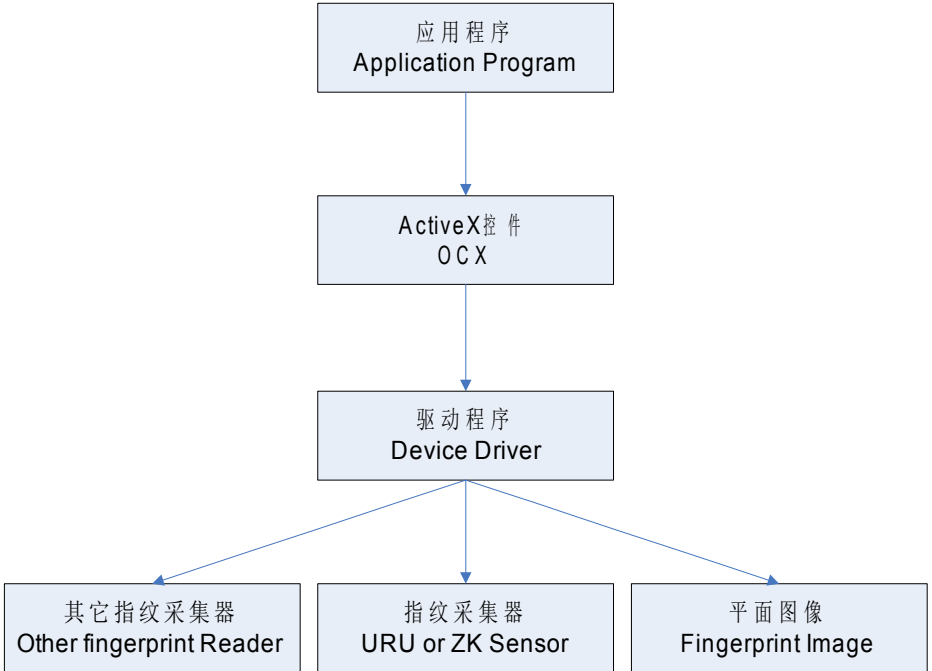 应用程序
Application Program
ActiveX控件
OCX
驱动程序
Device Driver
其它指纹采集器
Other fingerprint Reader
指纹采集器
URU or ZK Sensor
平面图像
Fingerprint Image